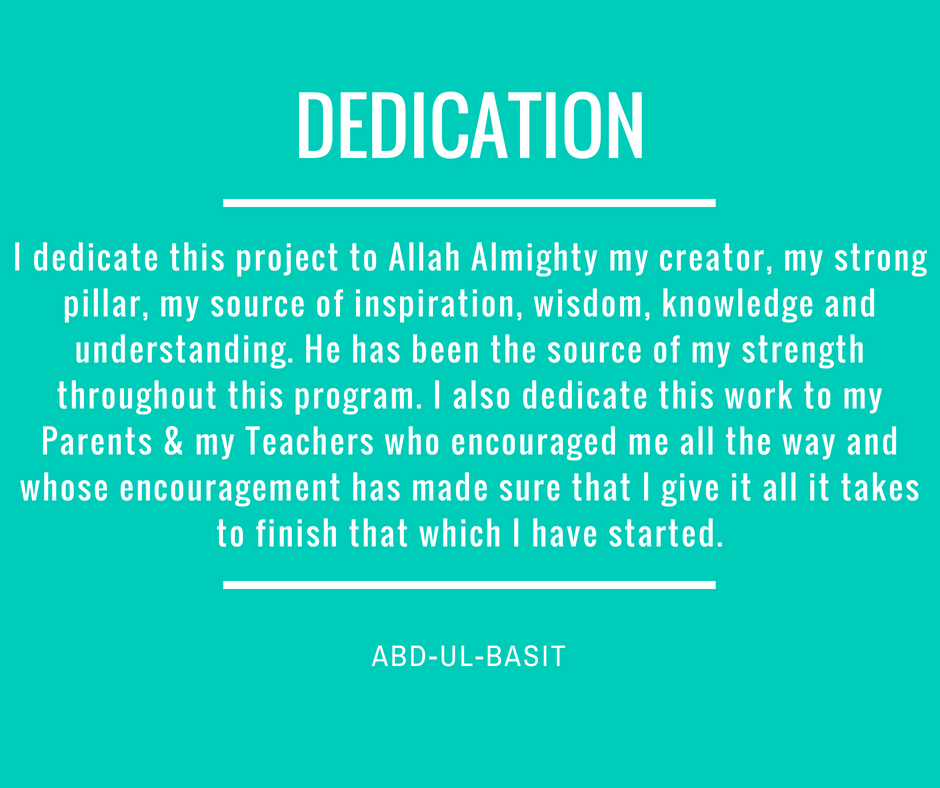 DEDICATION
I dedicate this project to Allah Almighty my creator, my strong
pillar, my source of inspiration, wisdom, knowledge and
understanding. He has been the source of my strength
throughout this program. I also dedicate this work to my
Parents & my Teachers who encouraged me all the way and
whose encouragement has made sure that I give it all it takes
to finish that which I have started.
ABD-UL-BASIT